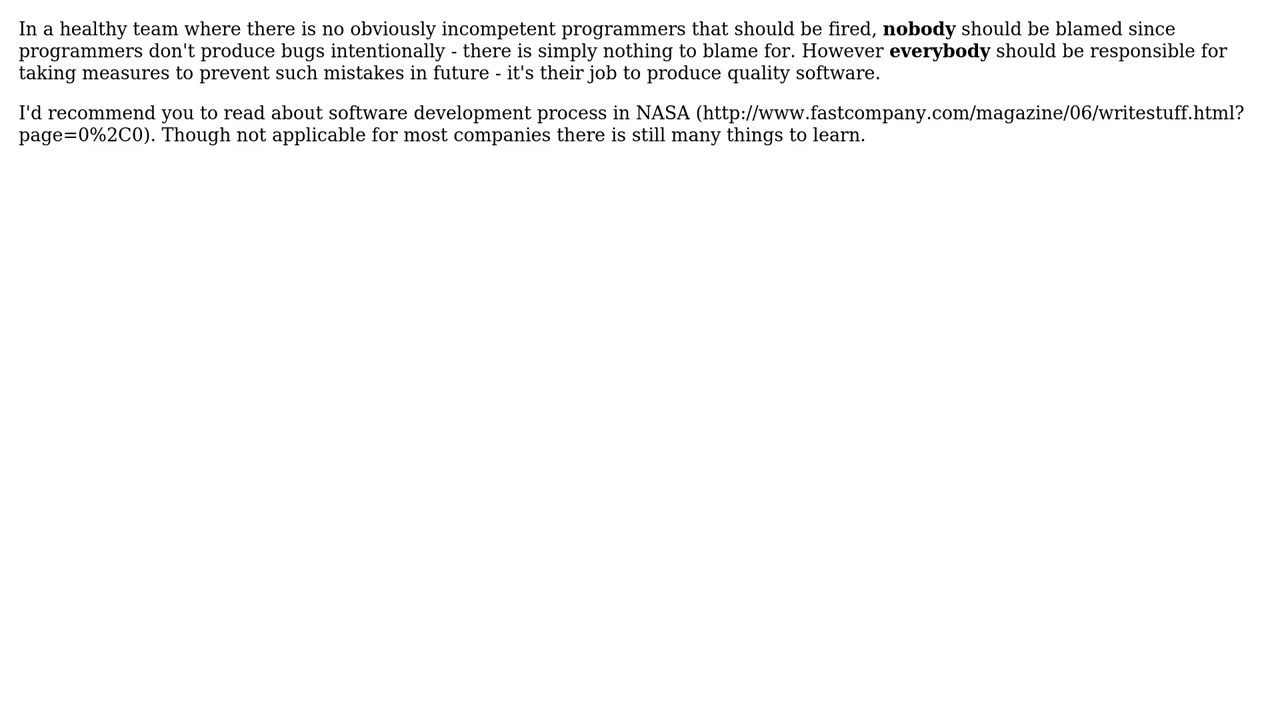 In a healthy team where there is no obviously incompetent programmers that should be fired, nobody should be blamed since
programmers don't produce bugs intentionally - there is simply nothing to blame for. However everybody should be responsible for
taking measures to prevent such mistakes in future - it's their job to produce quality software.
I'd recommend you to read about software development process in NASA (http://www.fastcompany.com/magazine/06/writestuff.html?
page=0%2C0). Though not applicable for most companies there is still many things to learn.